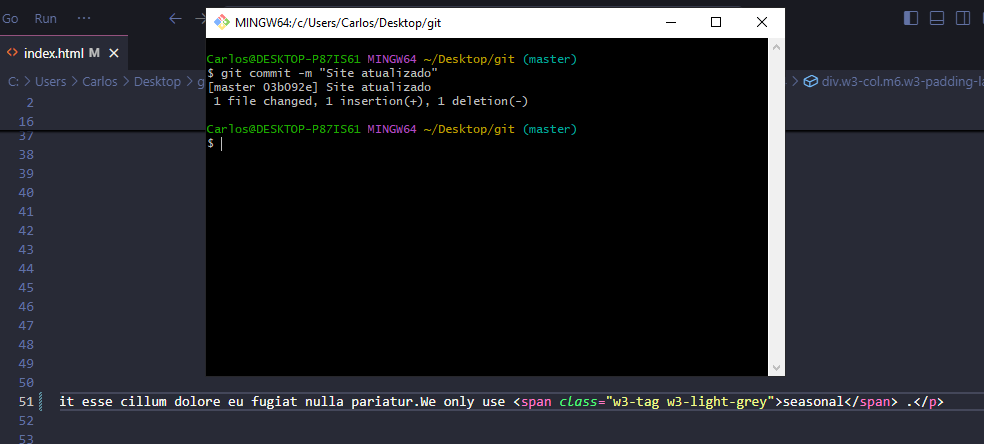 Go Run ···
MINGW64:/c/Users/Carlos/Desktop/git
index.html M
C: > Users > Carlos > Desktop > g
div.w3-col.m6.w3-padding-la
Carlos@DESKTOP-P87IS61 MINGW64 ~/Desktop/git (master)
$ git commit -m "Site atualizado"
[master 03b092e] Site atualizado
1 file changed, 1 insertion(+), 1 deletion(-)
Carlos@DESKTOP-P87IS61 MINGW64 ~/Desktop/git (master)
$
2
16
37
38
39
40
41
42
43
44
45
46
47
48
49
50
51 it esse cillum dolore eu fugiat nulla pariatur.We only use <span class="w3-tag w3-light-grey">seasonal</span> .</p>
52
53